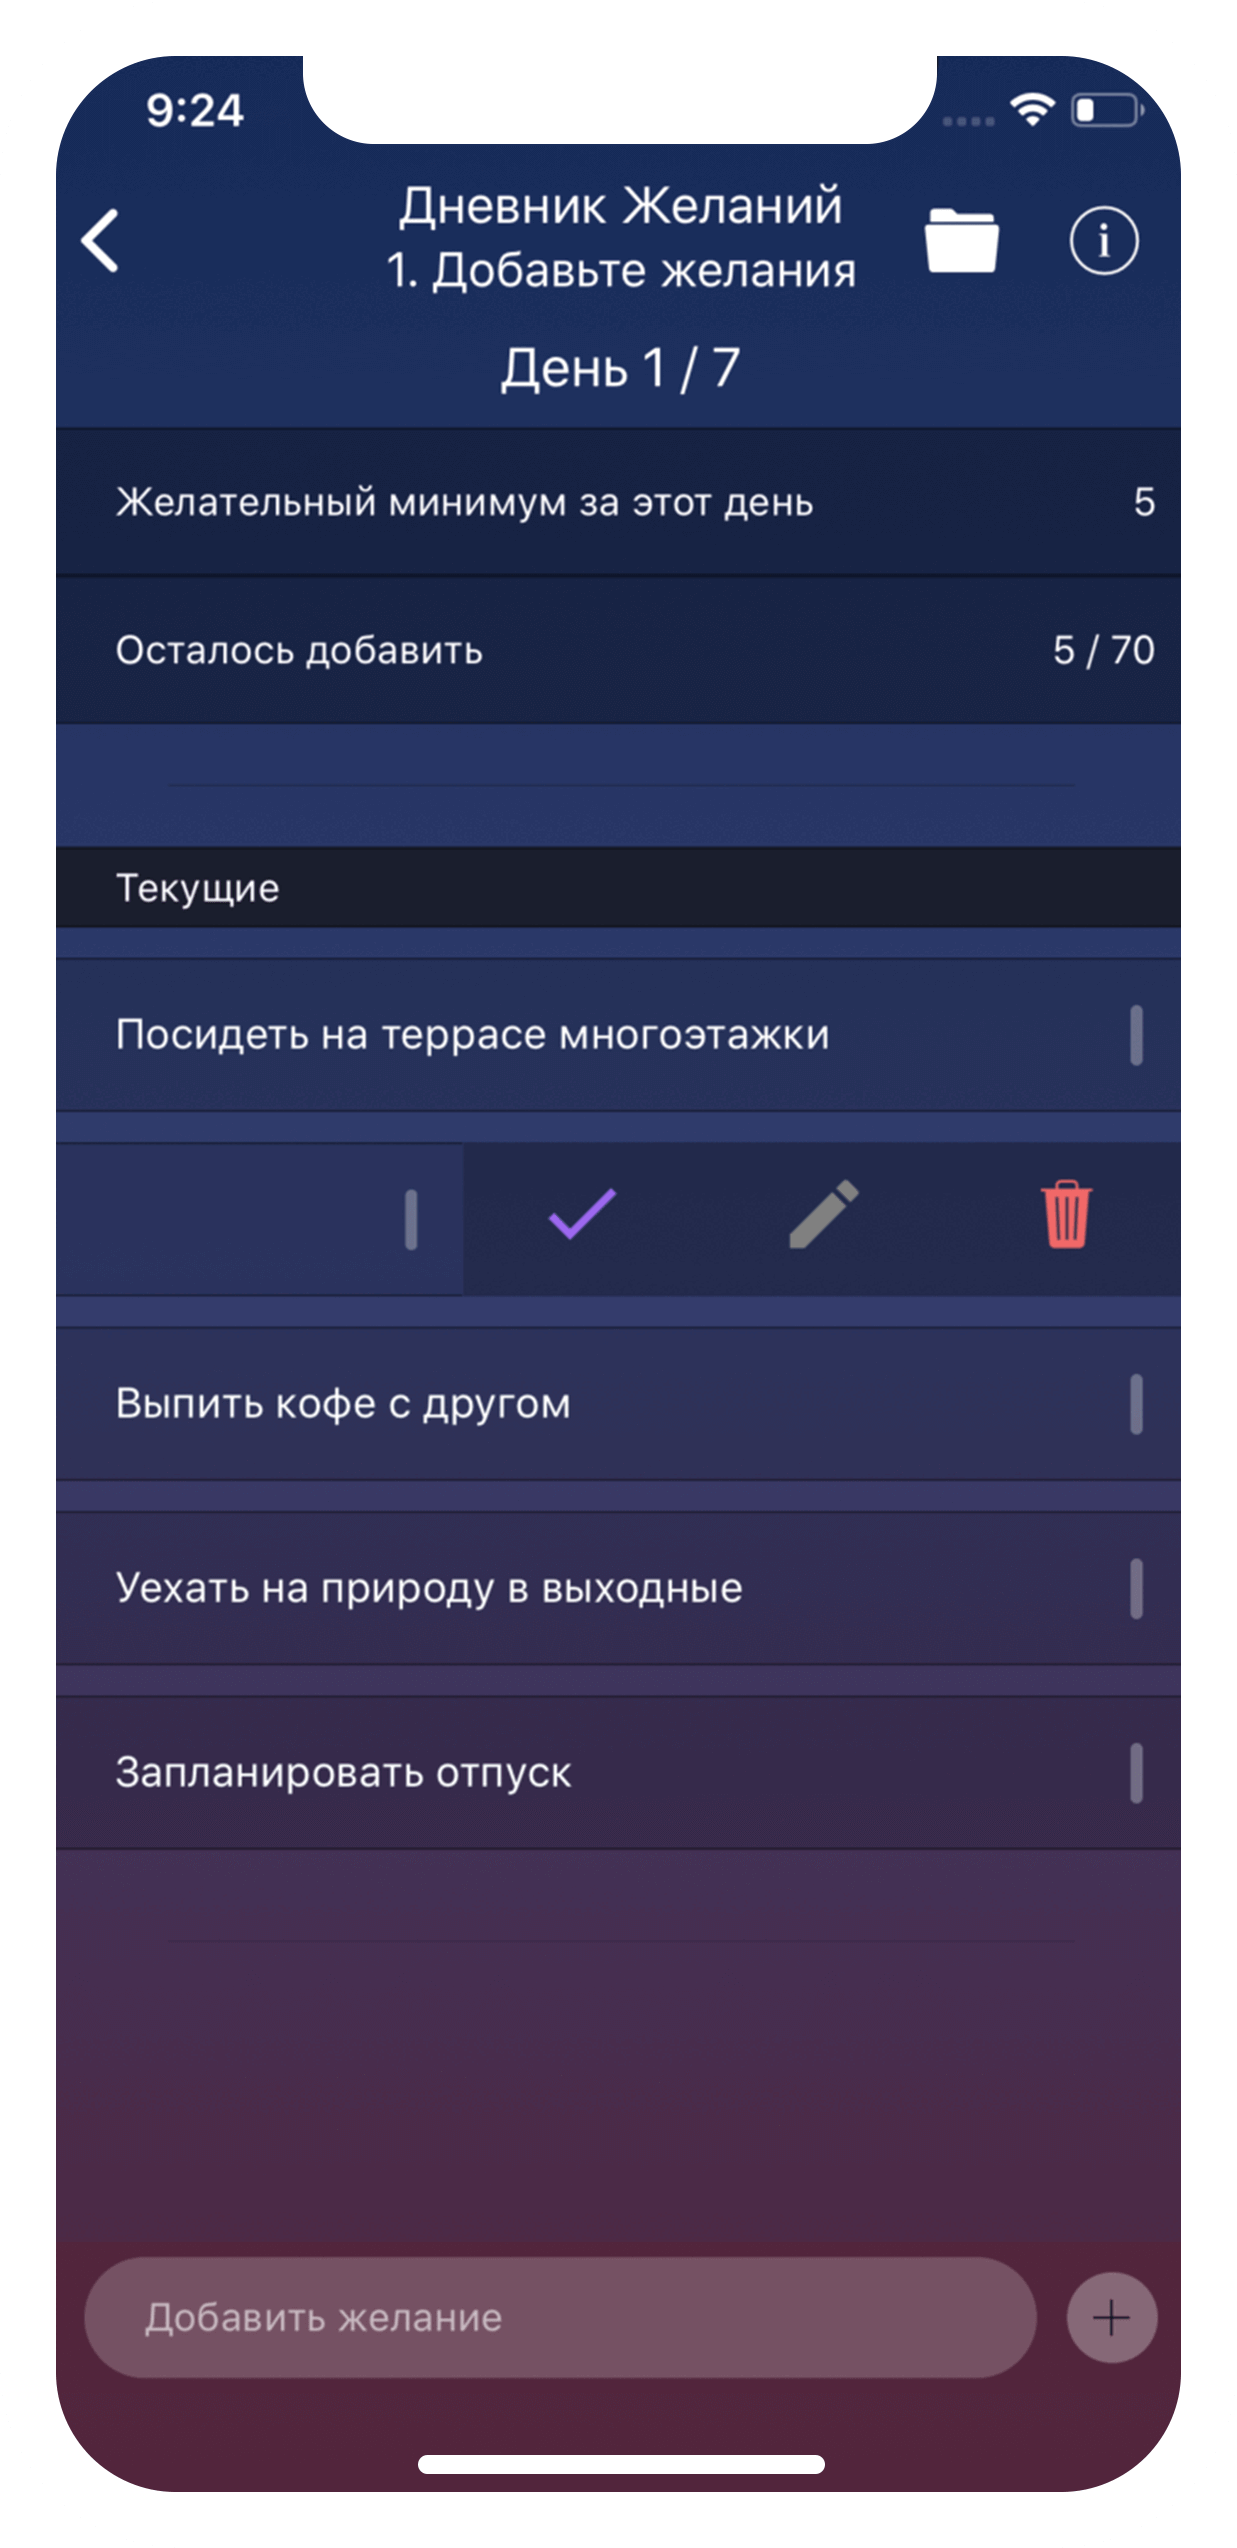 9:24
Дневник Желаний
1. Добавьте желания
День 1 / 7
Желательный минимум за этот день 5
Осталось добавить 5 / 70
Текущие
Посидеть на террасе многоэтажки
Выпить кофе с другом
Уехать на природу в выходные
Запланировать отпуск
Добавить желание